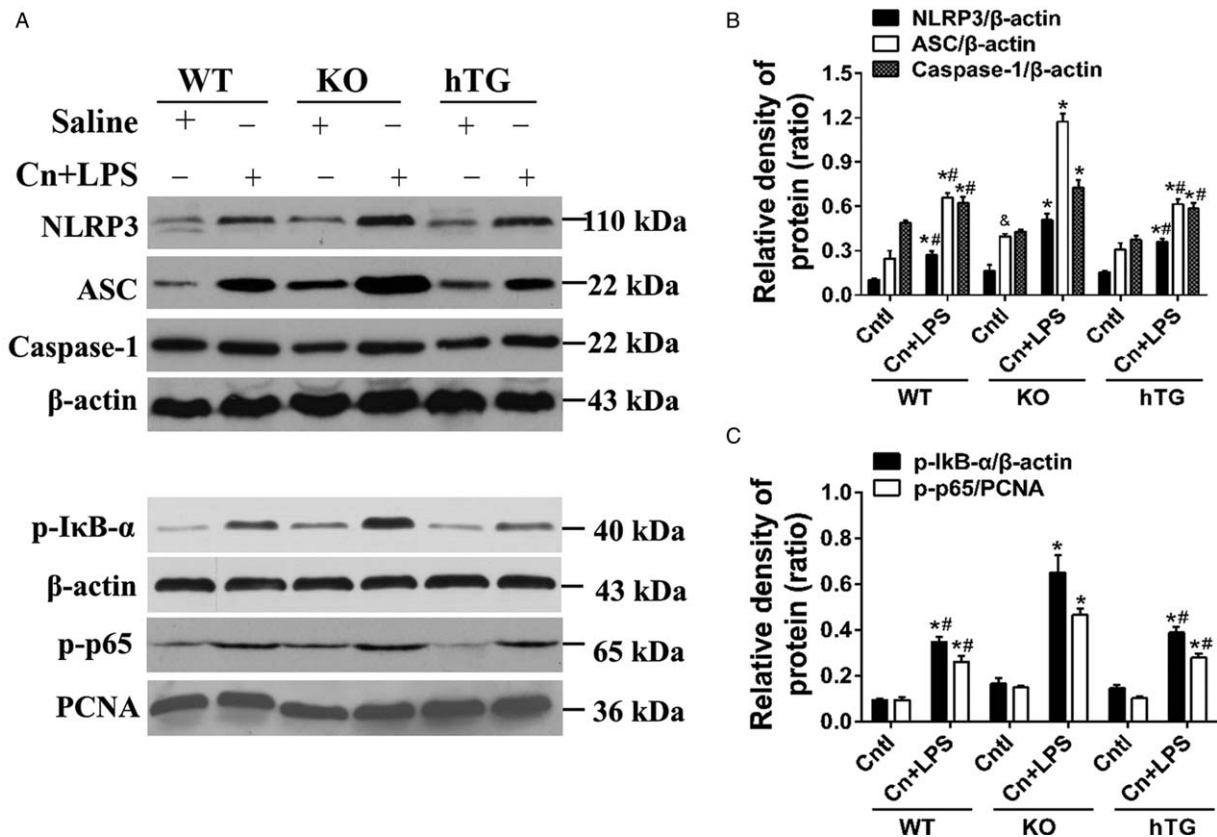 A
WT KO hTG
Saline + − + − + −
Cn+LPS − + − + − +
NLRP3 110 kDa
ASC 22 kDa
Caspase-1 22 kDa
β-actin 43 kDa
p-IκB-α 40 kDa
β-actin 43 kDa
p-p65 65 kDa
PCNA 36 kDa
B
NLRP3/β-actin
ASC/β-actin
Caspase-1/β-actin
Relative density of
protein (ratio)
1.5
1.2
0.9
0.6
0.3
0.0
*# *# *# & * * * *# *# *#
Cntl Cn+LPS Cntl Cn+LPS Cntl Cn+LPS
WT KO hTG
C
p-IkB-α/β-actin
p-p65/PCNA
Relative density of
protein (ratio)
0.8
0.6
0.4
0.2
0.0
*# *# * * *# *#
Cntl Cn+LPS Cntl Cn+LPS Cntl Cn+LPS
WT KO hTG